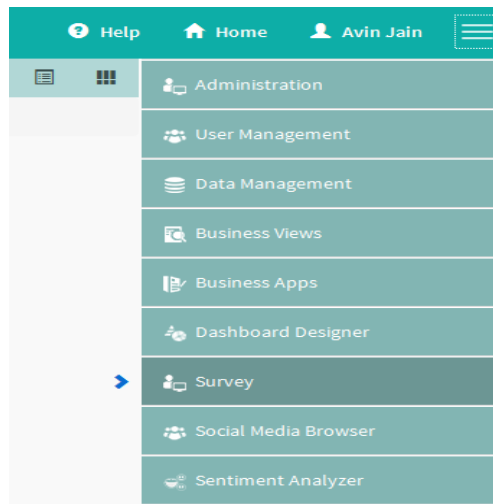 Help Home Avin Jain
Administration
User Management
Data Management
Business Views
Business Apps
Dashboard Designer
Survey
Social Media Browser
Sentiment Analyzer